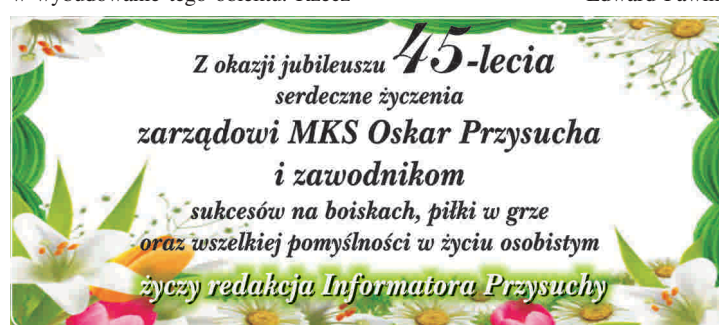 Z okazji jubileuszu 45-lecia
serdeczne życzenia
zarządowi MKS Oskar Przysucha
i zawodnikom
sukcesów na boiskach, piłki w grze
oraz wszelkiej pomyślności w życiu osobistym
życzy redakcja Informatora Przysuchy